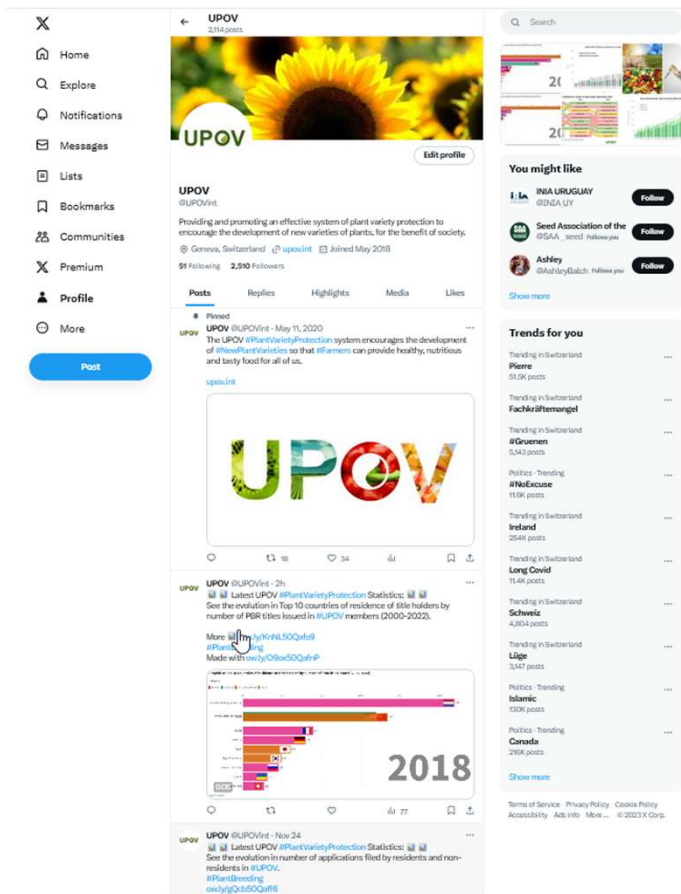 UPOV
2,114 posts
Home
Explore
Notifications
Messages
Lists
Bookmarks
Communities
Premium
Profile
More
Post
UPOV
Edit profile
UPOV
@UPOVint
Providing and promoting an effective system of plant variety protection to
encourage the development of new varieties of plants, for the benefit of society.
Geneva, Switzerland upov.int Joined May 2018
51 Following 2,510 Followers
Posts Replies Highlights Media Likes
Pinned
UPOV @UPOVint · May 11, 2020
The UPOV #PlantVarietyProtection system encourages the development
of #NewPlantVarieties so that #Farmers can provide healthy, nutritious
and tasty food for all of us.
upov.int
UPOV
34
UPOV @UPOVint · 2h
Latest UPOV #PlantVarietyProtection Statistics:
See the evolution in Top 10 countries of residence of title holders by
number of PBR titles issued in #UPOV members (2000-2022).
More
Made with
2018
77
UPOV @UPOVint · Nov 24
Latest UPOV #PlantVarietyProtection Statistics:
See the evolution in number of applications filed by residents and non-
residents in #UPOV.
#PlantBreeding
Search
You might like
INIA URUGUAY
@INIA_UY
Follow
Seed Association of the
@SAA_seed Follows you
Follow
Ashley
@AshleyBalch Follows you
Follow
Show more
Trends for you
Trending in Switzerland
Pierre
51.5K posts
Trending in Switzerland
Fachkräftemangel
Trending in Switzerland
#Gruenen
5,143 posts
Politics · Trending
#NoExcuse
11.6K posts
Trending in Switzerland
Ireland
254K posts
Trending in Switzerland
Long Covid
11.4K posts
Trending in Switzerland
Schweiz
4,804 posts
Trending in Switzerland
Lüge
3,147 posts
Politics · Trending
Islamic
130K posts
Politics · Trending
Canada
216K posts
Show more
Terms of Service Privacy Policy Cookie Policy
Accessibility Ads info More ... © 2023 X Corp.